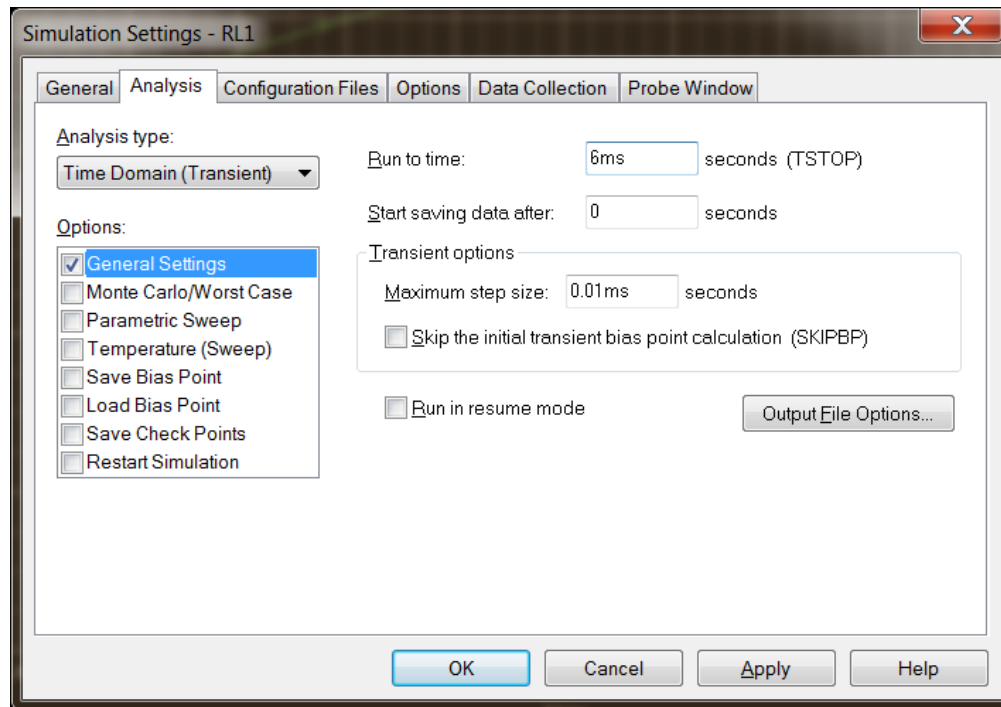 Simulation Settings - RL1
General Analysis Configuration Files Options Data Collection Probe Window
Analysis type:
Time Domain (Transient)
Options:
General Settings
Monte Carlo/Worst Case
Parametric Sweep
Temperature (Sweep)
Save Bias Point
Load Bias Point
Save Check Points
Restart Simulation
Run to time: 6ms seconds (TSTOP)
Start saving data after: 0 seconds
Transient options
Maximum step size: 0.01ms seconds
Skip the initial transient bias point calculation (SKIPBP)
Run in resume mode
Output File Options...
OK Cancel Apply Help